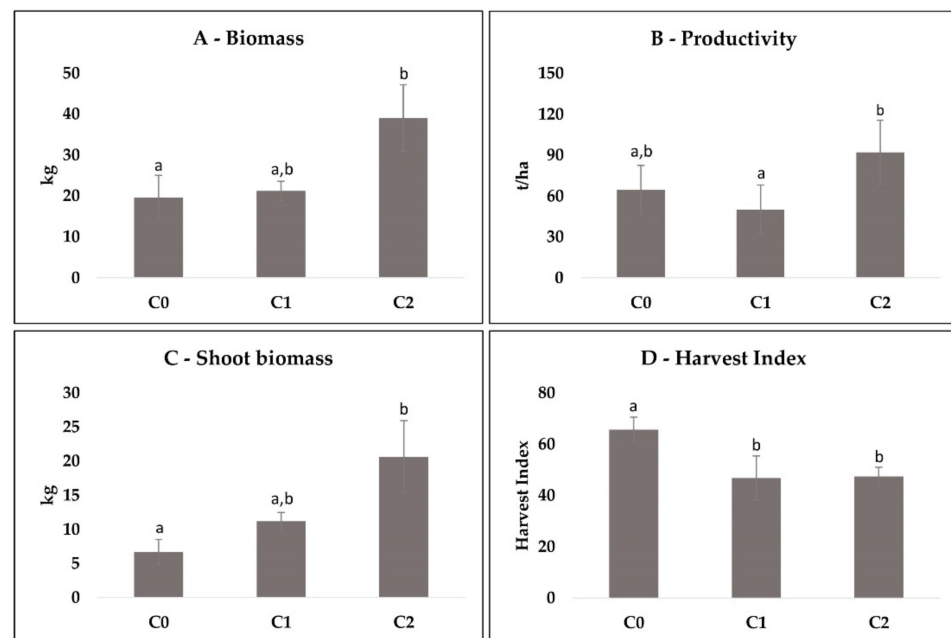 A - Biomass
50
40
30
20
10
0
kg
a
a,b
b
C0 C1 C2
B - Productivity
150
120
90
60
30
0
t/ha
a,b
a
b
C0 C1 C2
C - Shoot biomass
30
25
20
15
10
5
0
kg
a
a,b
b
C0 C1 C2
D - Harvest Index
80
60
40
20
0
Harvest Index
a
b
b
C0 C1 C2